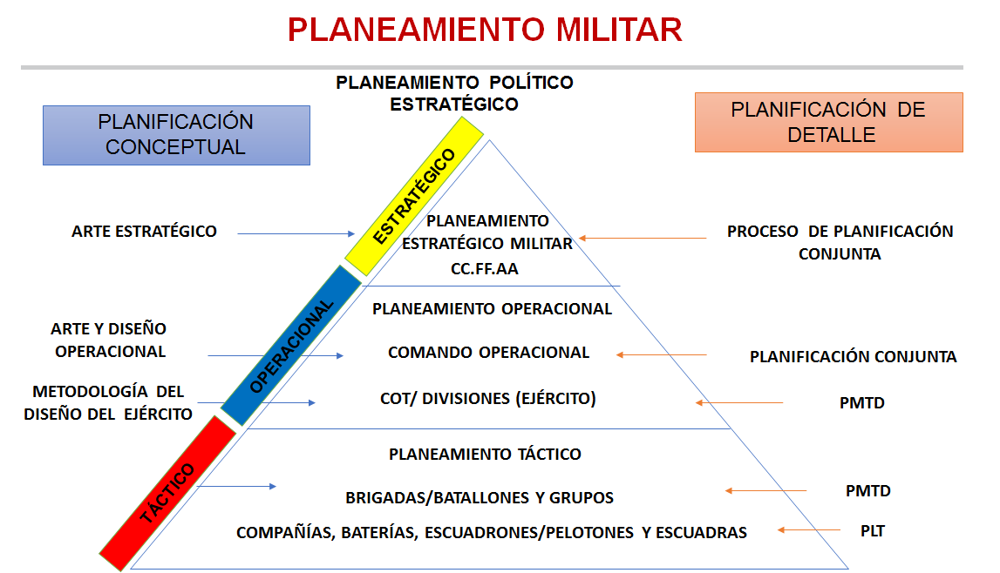 PLANEAMIENTO MILITAR
PLANEAMIENTO POLÍTICO
ESTRATÉGICO
PLANIFICACIÓN
CONCEPTUAL
PLANIFICACIÓN DE
DETALLE
ESTRATÉGICO
ARTE ESTRATÉGICO
PLANEAMIENTO
ESTRATÉGICO MILITAR
CC.FF.AA
PROCESO DE PLANIFICACIÓN
CONJUNTA
OPERACIONAL
PLANEAMIENTO OPERACIONAL
ARTE Y DISEÑO
OPERACIONAL
COMANDO OPERACIONAL
PLANIFICACIÓN CONJUNTA
METODOLOGÍA DEL
DISEÑO DEL EJÉRCITO
COT/ DIVISIONES (EJÉRCITO)
PMTD
TÁCTICO
PLANEAMIENTO TÁCTICO
BRIGADAS/BATALLONES Y GRUPOS
PMTD
COMPAÑÍAS, BATERÍAS, ESCUADRONES/PELOTONES Y ESCUADRAS
PLT